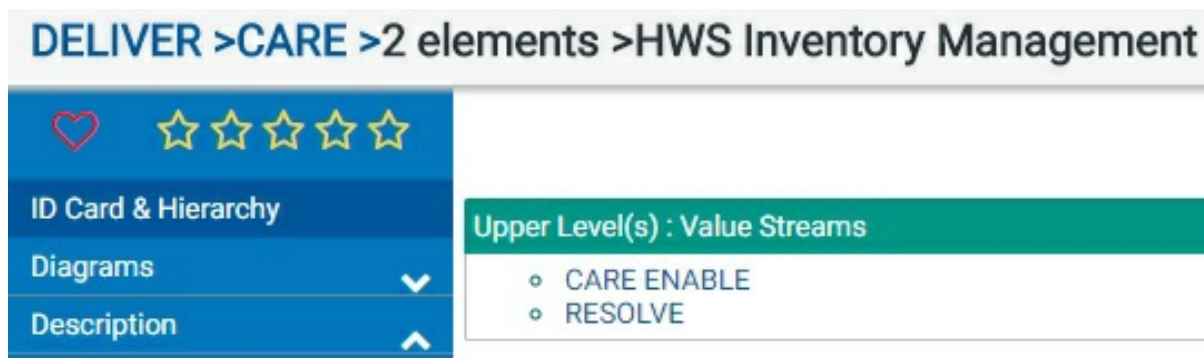 DELIVER >CARE >2 elements >HWS Inventory Management
ID Card & Hierarchy
Diagrams
Description
Upper Level(s) : Value Streams
CARE ENABLE
RESOLVE